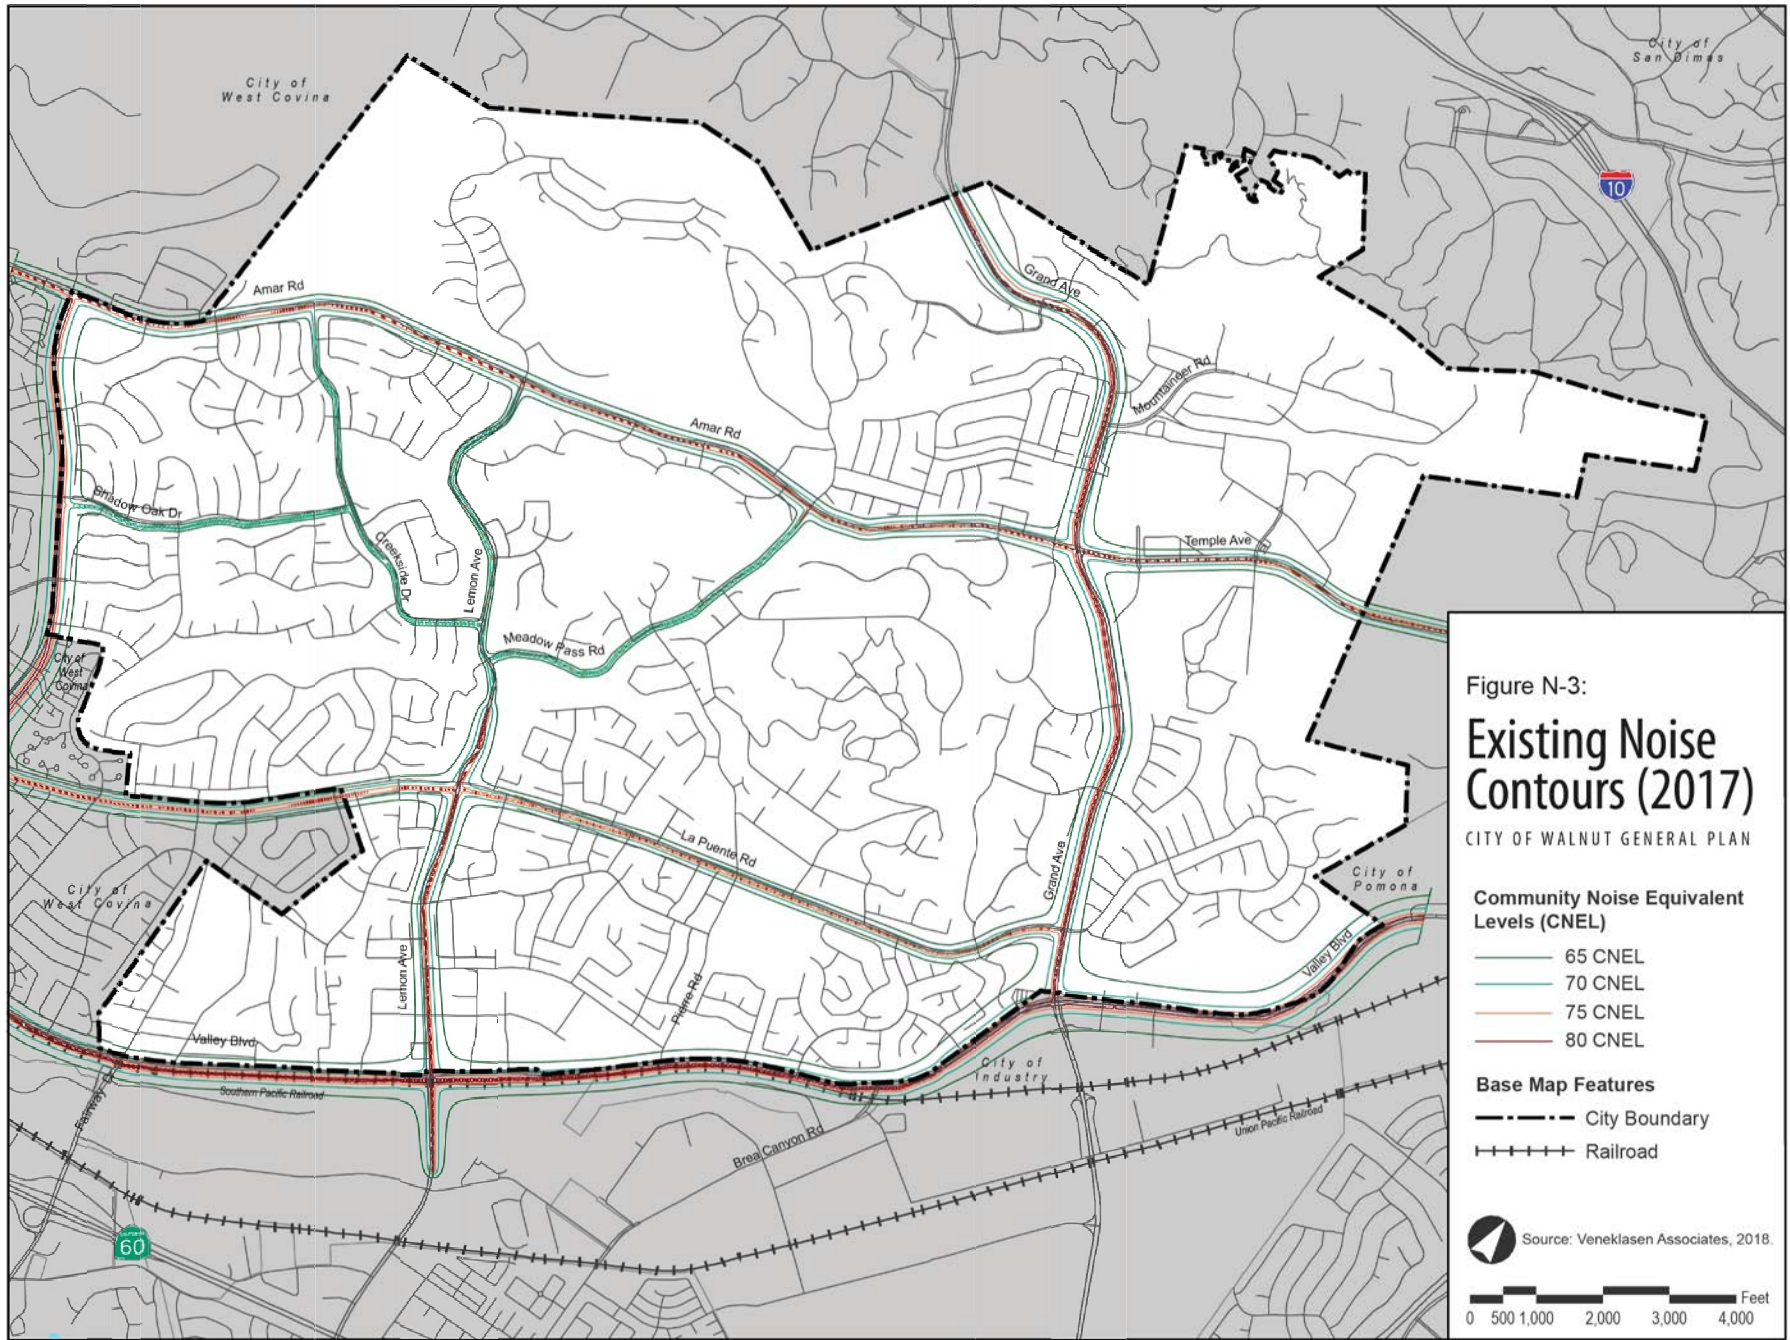 City of
West Covina
City of
San Dimas
10
Amar Rd
Grand Ave
Mountaineer Rd
Amar Rd
Shadow Oak Dr
Creekside Dr
Lemon Ave
Temple Ave
Meadow Pass Rd
City of
West
Covina
La Puente Rd
Grand Ave
City of
West Covina
City of
Pomona
Lemon Ave
Pierre Rd
Valley Blvd
Valley Blvd
Southern Pacific Railroad
City of
Industry
Fairway Dr
Brea Canyon Rd
Union Pacific Railroad
60
Figure N-3:
Existing Noise
Contours (2017)
CITY OF WALNUT GENERAL PLAN
Community Noise Equivalent
Levels (CNEL)
65 CNEL
70 CNEL
75 CNEL
80 CNEL
Base Map Features
City Boundary
Railroad
Source: Veneklasen Associates, 2018.
Feet
0 500 1,000 2,000 3,000 4,000